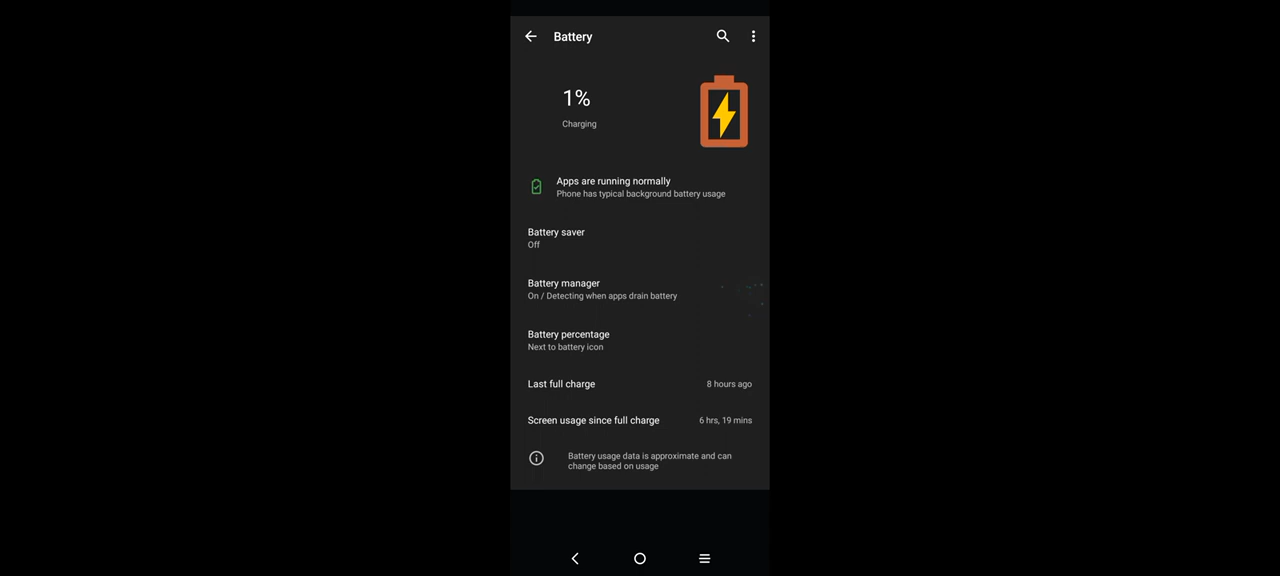 Battery
1%
Charging
Apps are running normally
Phone has typical background battery usage
Battery saver
Off
Battery manager
On / Detecting when apps drain battery
Battery percentage
Next to battery icon
Last full charge 8 hours ago
Screen usage since full charge 6 hrs, 19 mins
Battery usage data is approximate and can
change based on usage